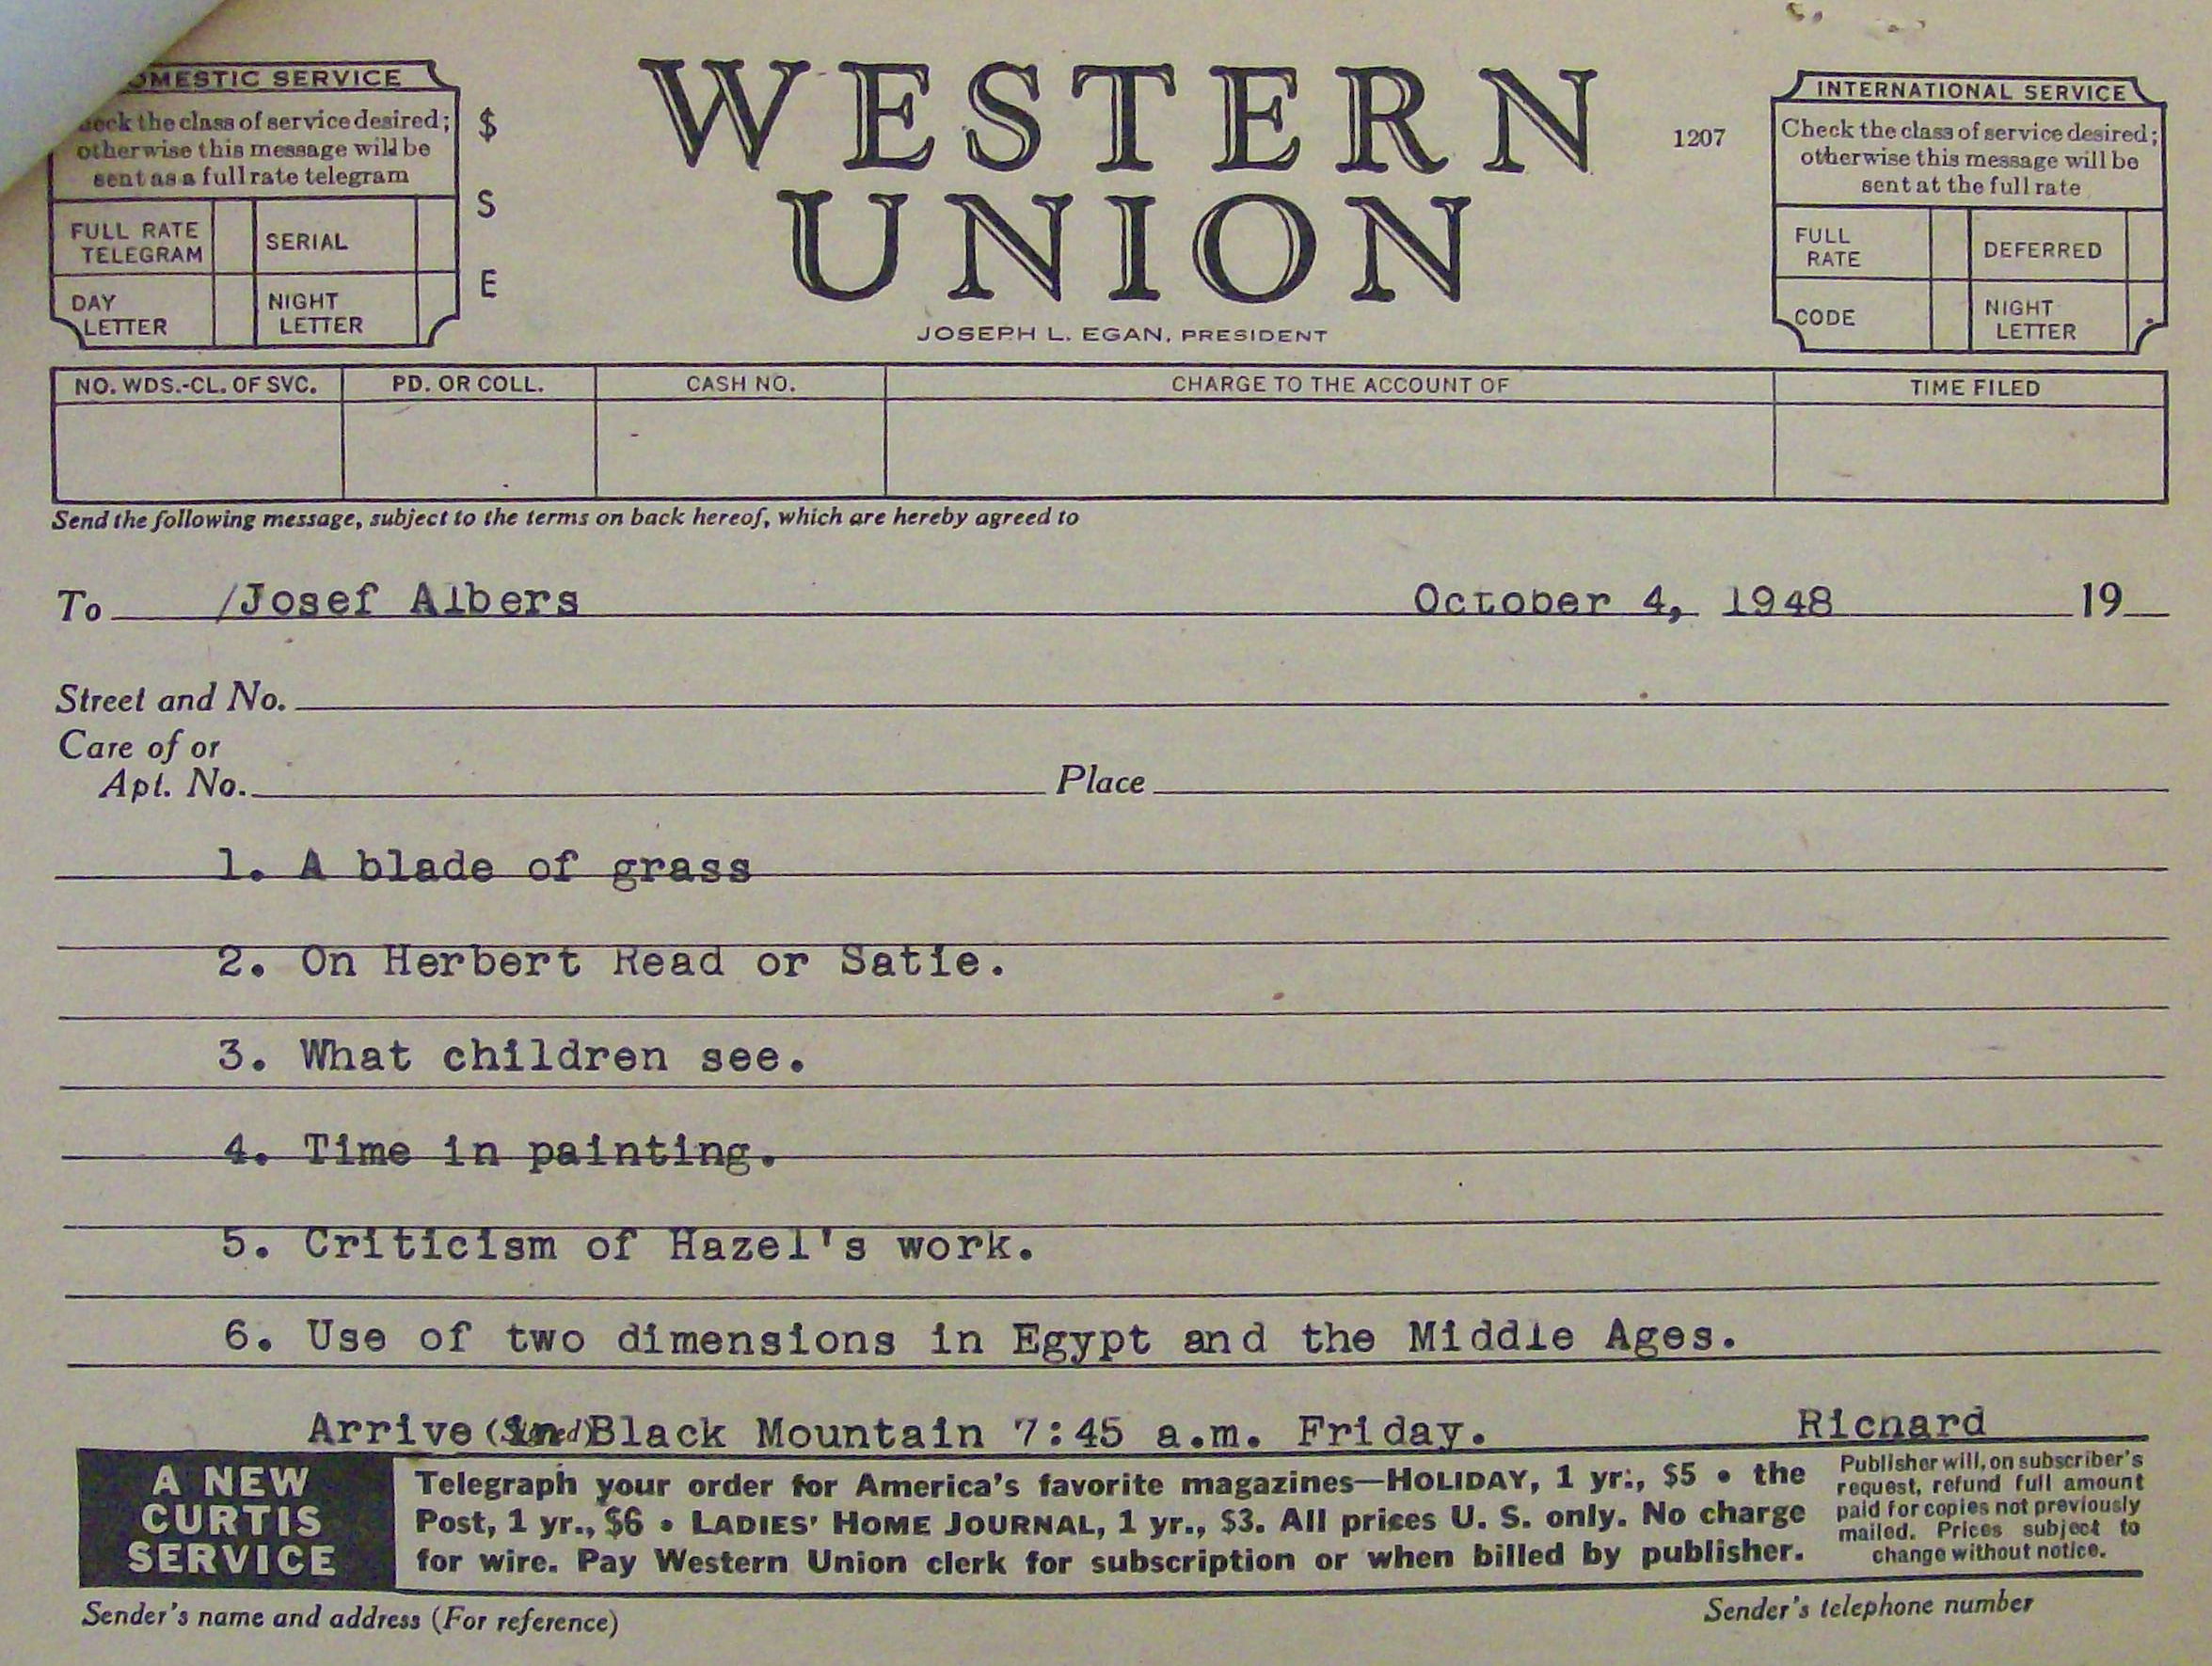 DOMESTIC SERVICE
Check the class of service desired;
otherwise this message will be
sent as a full rate telegram
FULL RATE TELEGRAM SERIAL
DAY LETTER NIGHT LETTER
$
S
E
WESTERN
UNION
JOSEPH L. EGAN, PRESIDENT
1207
INTERNATIONAL SERVICE
Check the class of service desired;
otherwise this message will be
sent at the full rate
FULL RATE DEFERRED
CODE NIGHT LETTER
NO. WDS.-CL. OF SVC. PD. OR COLL. CASH NO. CHARGE TO THE ACCOUNT OF TIME FILED
Send the following message, subject to the terms on back hereof, which are hereby agreed to
To /Josef Albers October 4, 1948 19
Street and No.
Care of or
Apt. No. Place
1. A blade of grass
2. On Herbert Read or Satie.
3. What children see.
4. Time in painting.
5. Criticism of Hazel's work.
6. Use of two dimensions in Egypt and the Middle Ages.
Arrive (Signed) in Black Mountain 7:45 a.m. Friday. Richard
A NEW
CURTIS
SERVICE
Telegraph your order for America's favorite magazines—HOLIDAY, 1 yr., $5 • the
Post, 1 yr., $6 • LADIES' HOME JOURNAL, 1 yr., $3. All prices U. S. only. No charge
for wire. Pay Western Union clerk for subscription or when billed by publisher.
Publisher will, on subscriber's
request, refund full amount
paid for copies not previously
mailed. Prices subject to
change without notice.
Sender's name and address (For reference) Sender's telephone number